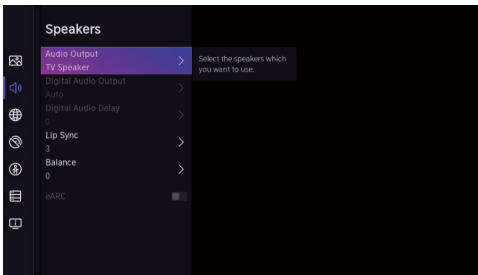 Speakers
Audio Output
TV Speaker
Select the speakers which
you want to use.
Digital Audio Output
Auto
Digital Audio Delay
0
Lip Sync
3
Balance
0
eARC